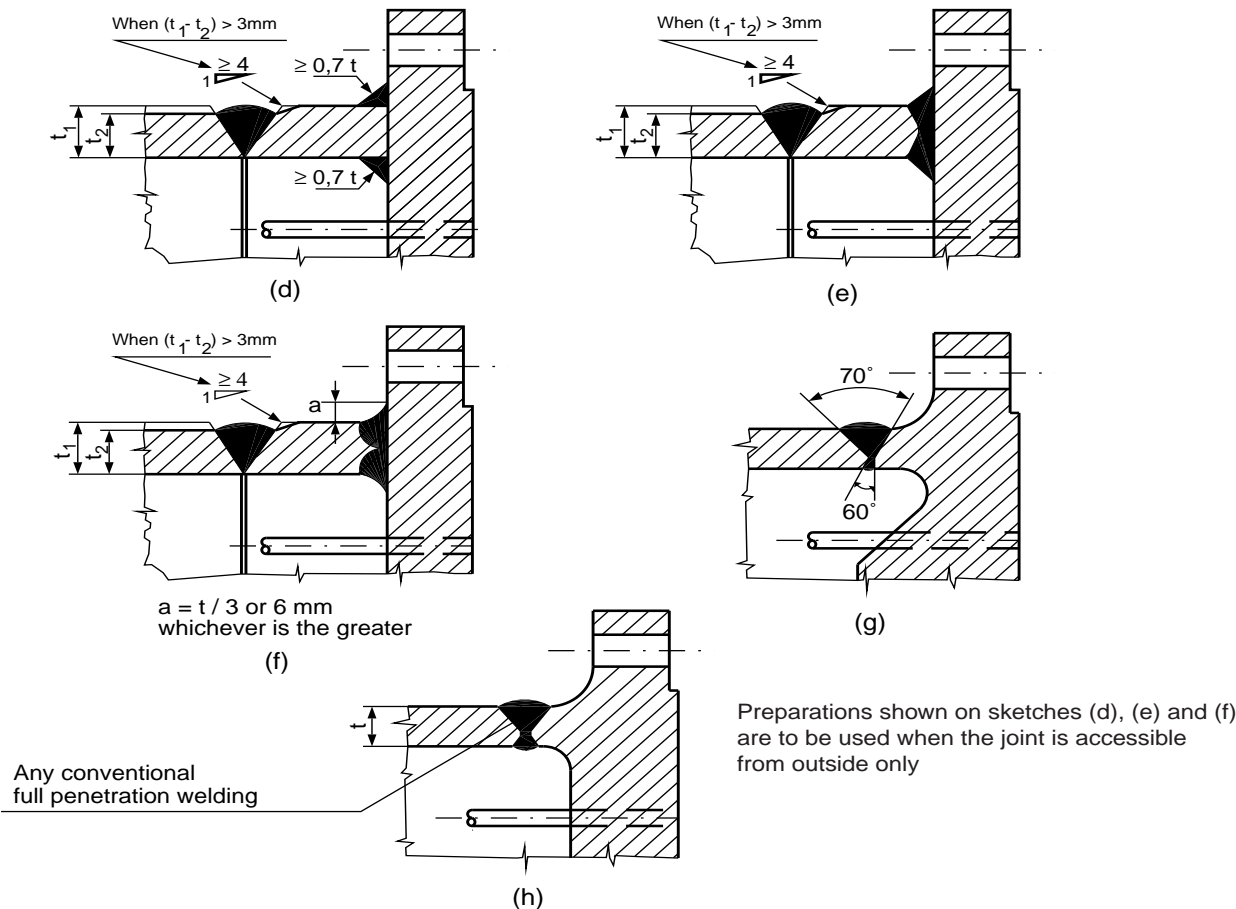 When (t1- t2) > 3mm
≥ 4
1
≥ 0,7 t
t1
t2
≥ 0,7 t
(d)
When (t1- t2) > 3mm
≥ 4
1
t1
t2
(e)
When (t1- t2) > 3mm
≥ 4
1
a
t1
t2
a = t / 3 or 6 mm
whichever is the greater
(f)
70°
60°
(g)
t
Any conventional
full penetration welding
(h)
Preparations shown on sketches (d), (e) and (f)
are to be used when the joint is accessible
from outside only